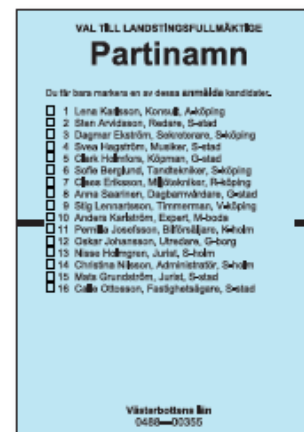 VAL TILL LANDSTINGSFULLMÄKTIGE
Partinamn
Du får bara markera en av dessa anmälda kandidater.
1 Lena Karlsson, Konsult, A-köping
2 Sten Arvidsson, Redare, S-stad
3 Dagmar Ekström, Sekreterare, S-köping
4 Svea Hagström, Musiker, S-stad
5 Clark Holmfors, Köpman, G-stad
6 Sofie Berglund, Tandtekniker, S-köping
7 Claes Eriksson, Miljötekniker, R-köping
8 Anna Saarinen, Dagbarnvårdare, G-stad
9 Stig Lennartsson, Timmerman, V-köping
10 Anders Karlström, Expert, M-bode
11 Pernilla Josefsson, Bilförsäljare, K-holm
12 Oskar Johansson, Utredare, G-borg
13 Nisse Holmgren, Jurist, S-holm
14 Christina Nilsson, Administratör, S-holm
15 Mats Grundström, Jurist, S-stad
16 Calle Ottosson, Fastighetsägare, S-stad
Västerbottens län
0488—00355